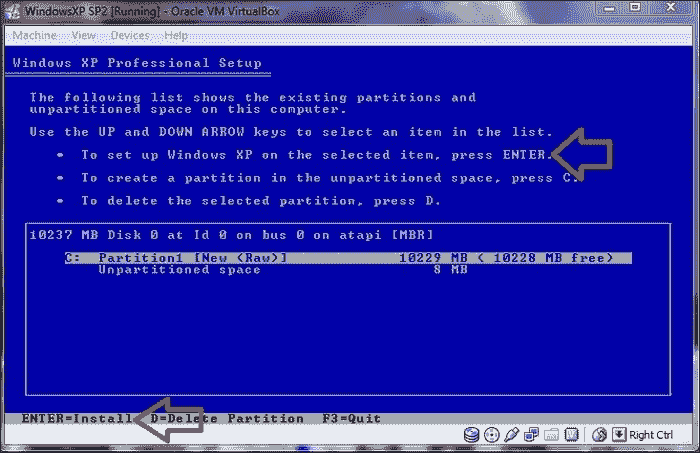 WindowsXP SP2 [Running] - Oracle VM VirtualBox
Machine View Devices Help
Windows XP Professional Setup
The following list shows the existing partitions and
unpartitioned space on this computer.
Use the UP and DOWN ARROW keys to select an item in the list.
• To set up Windows XP on the selected item, press ENTER.
• To create a partition in the unpartitioned space, press C.
• To delete the selected partition, press D.
10237 MB Disk 0 at Id 0 on bus 0 on atapi [MBR]
C: Partition1 [New (Raw)] 10229 MB ( 10228 MB free)
Unpartitioned space 8 MB
ENTER=Install D=Delete Partition F3=Quit
Right Ctrl